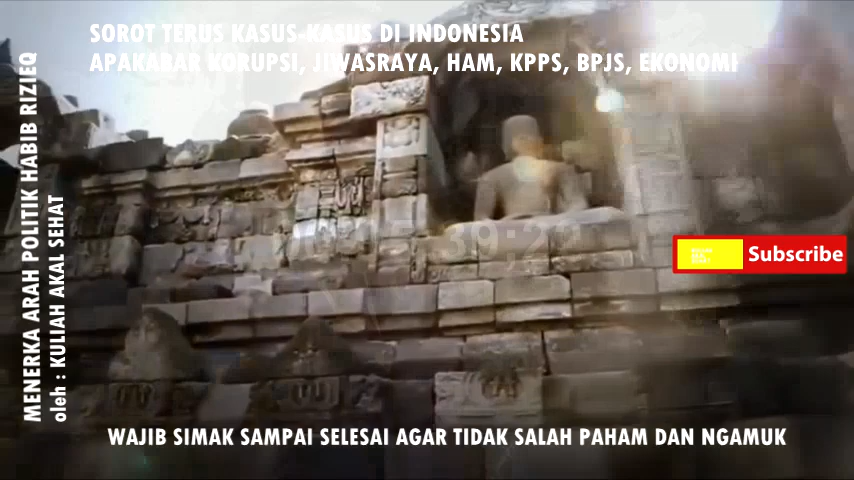 SOROT TERUS KASUS-KASUS DI INDONESIA
APAKABAR KORUPSI, JIWASRAYA, HAM, KPPS, BPJS, EKONOMI
MENERKA ARAH POLITIK HABIB RIZIEQ
oleh : KULIAH AKAL SEHAT
Subscribe
WAJIB SIMAK SAMPAI SELESAI AGAR TIDAK SALAH PAHAM DAN NGAMUK